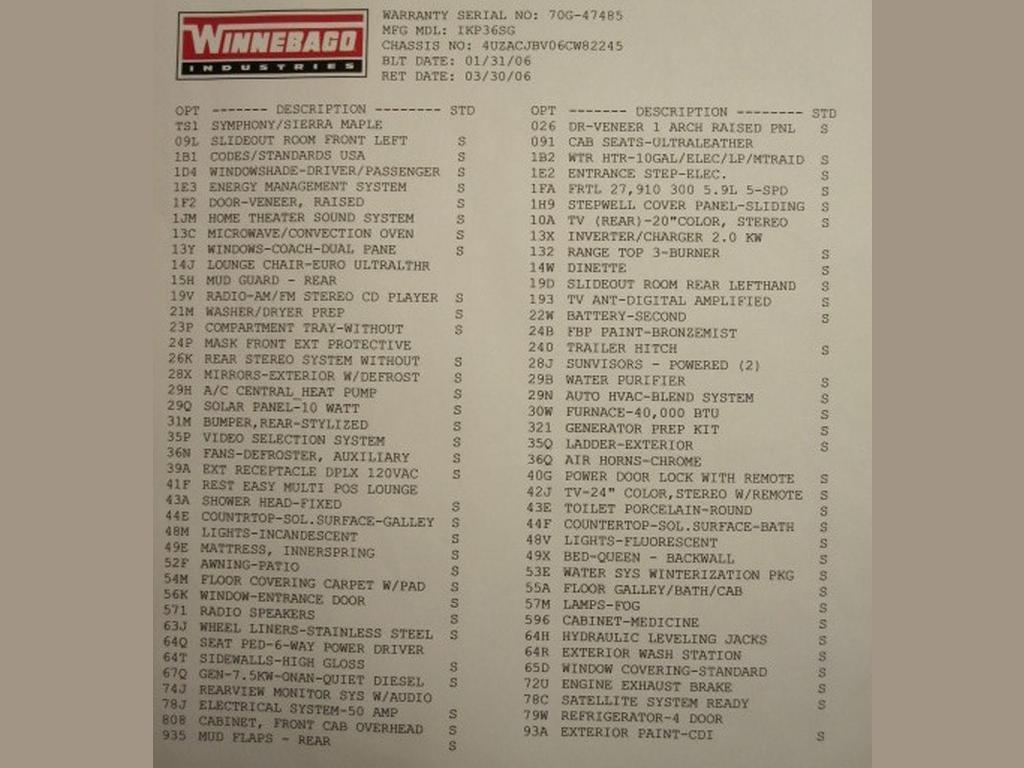 WINNEBAGO
INDUSTRIES
WARRANTY SERIAL NO: 70G-47485
MFG MDL: IKP36SG
CHASSIS NO: 4UZACJBV06CW82245
BLT DATE: 01/31/06
RET DATE: 03/30/06
OPT ------- DESCRIPTION --------- STD
TS1 SYMPHONY/SIERRA MAPLE
09L SLIDEOUT ROOM FRONT LEFT S
1B1 CODES/STANDARDS USA S
1D4 WINDOWSHADE-DRIVER/PASSENGER S
1E3 ENERGY MANAGEMENT SYSTEM S
1F2 DOOR-VENEER, RAISED S
1JM HOME THEATER SOUND SYSTEM S
13C MICROWAVE/CONVECTION OVEN S
13Y WINDOWS-COACH-DUAL PANE S
14J LOUNGE CHAIR-EURO ULTRALTHR
15H MUD GUARD - REAR
19V RADIO-AM/FM STEREO CD PLAYER S
21M WASHER/DRYER PREP S
23P COMPARTMENT TRAY-WITHOUT S
24P MASK FRONT EXT PROTECTIVE
26K REAR STEREO SYSTEM WITHOUT S
28X MIRRORS-EXTERIOR W/DEFROST S
29H A/C CENTRAL HEAT PUMP S
29Q SOLAR PANEL-10 WATT S
31M BUMPER,REAR-STYLIZED S
35P VIDEO SELECTION SYSTEM S
36N FANS-DEFROSTER, AUXILIARY S
39A EXT RECEPTACLE DPLX 120VAC S
41F REST EASY MULTI POS LOUNGE
43A SHOWER HEAD-FIXED S
44E COUNTRTOP-SOL.SURFACE-GALLEY S
48M LIGHTS-INCANDESCENT S
49E MATTRESS, INNERSPRING S
52F AWNING-PATIO S
54M FLOOR COVERING CARPET W/PAD S
56K WINDOW-ENTRANCE DOOR S
571 RADIO SPEAKERS S
63J WHEEL LINERS-STAINLESS STEEL S
64Q SEAT PED-6-WAY POWER DRIVER
64T SIDEWALLS-HIGH GLOSS S
67Q GEN-7.5KW-ONAN-QUIET DIESEL S
74J REARVIEW MONITOR SYS W/AUDIO
78J ELECTRICAL SYSTEM-50 AMP S
808 CABINET, FRONT CAB OVERHEAD S
935 MUD FLAPS - REAR S
OPT ------- DESCRIPTION -------- STD
026 DR-VENEER 1 ARCH RAISED PNL S
091 CAB SEATS-ULTRALEATHER
1B2 WTR HTR-10GAL/ELEC/LP/MTRAID S
1E2 ENTRANCE STEP-ELEC. S
1FA FRTL 27,910 300 5.9L 5-SPD S
1H9 STEPWELL COVER PANEL-SLIDING S
10A TV (REAR)-20"COLOR, STEREO S
13X INVERTER/CHARGER 2.0 KW
132 RANGE TOP 3-BURNER S
14W DINETTE S
19D SLIDEOUT ROOM REAR LEFTHAND S
193 TV ANT-DIGITAL AMPLIFIED S
22W BATTERY-SECOND S
24B FBP PAINT-BRONZEMIST
240 TRAILER HITCH S
28J SUNVISORS - POWERED (2)
29B WATER PURIFIER S
29N AUTO HVAC-BLEND SYSTEM S
30W FURNACE-40,000 BTU S
321 GENERATOR PREP KIT S
35Q LADDER-EXTERIOR S
36Q AIR HORNS-CHROME
40G POWER DOOR LOCK WITH REMOTE S
42J TV-24" COLOR,STEREO W/REMOTE S
43E TOILET PORCELAIN-ROUND S
44F COUNTERTOP-SOL.SURFACE-BATH S
48V LIGHTS-FLUORESCENT S
49X BED-QUEEN - BACKWALL S
53E WATER SYS WINTERIZATION PKG S
55A FLOOR GALLEY/BATH/CAB S
57M LAMPS-FOG S
596 CABINET-MEDICINE S
64H HYDRAULIC LEVELING JACKS S
64R EXTERIOR WASH STATION S
65D WINDOW COVERING-STANDARD S
72U ENGINE EXHAUST BRAKE S
78C SATELLITE SYSTEM READY S
79W REFRIGERATOR-4 DOOR
93A EXTERIOR PAINT-CDI S